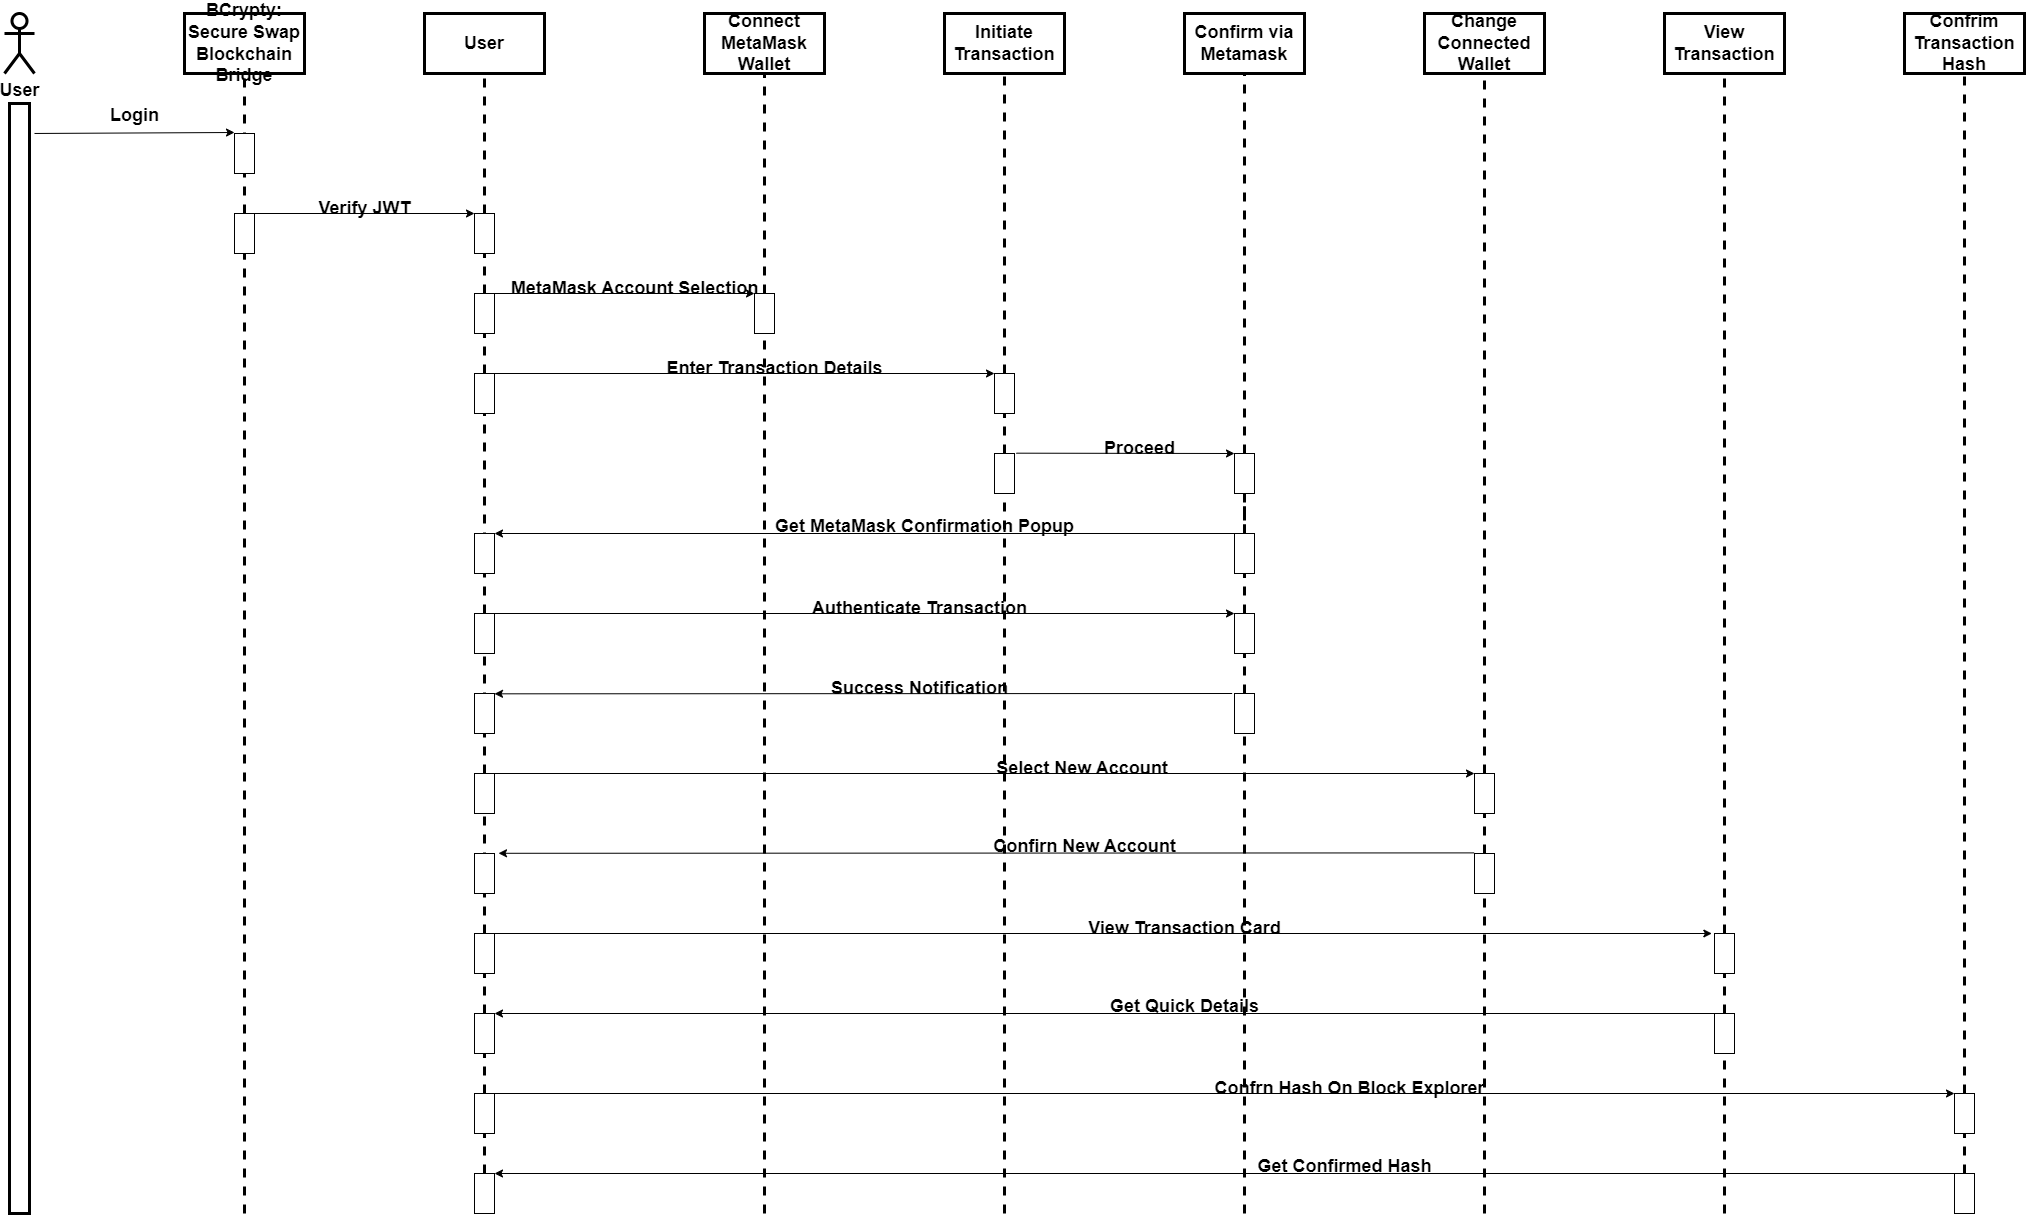 BCrypty:
Secure Swap
Blockchain
Bridge
User
Connect
MetaMask
Wallet
Initiate
Transaction
Confirm via
Metamask
Change
Connected
Wallet
View
Transaction
Confrim
Transaction
Hash
User
Login
Verify JWT
MetaMask Account Selection
Enter Transaction Details
Proceed
Get MetaMask Confirmation Popup
Authenticate Transaction
Success Notification
Select New Account
Confirn New Account
View Transaction Card
Get Quick Details
Confrn Hash On Block Explorer
Get Confirmed Hash